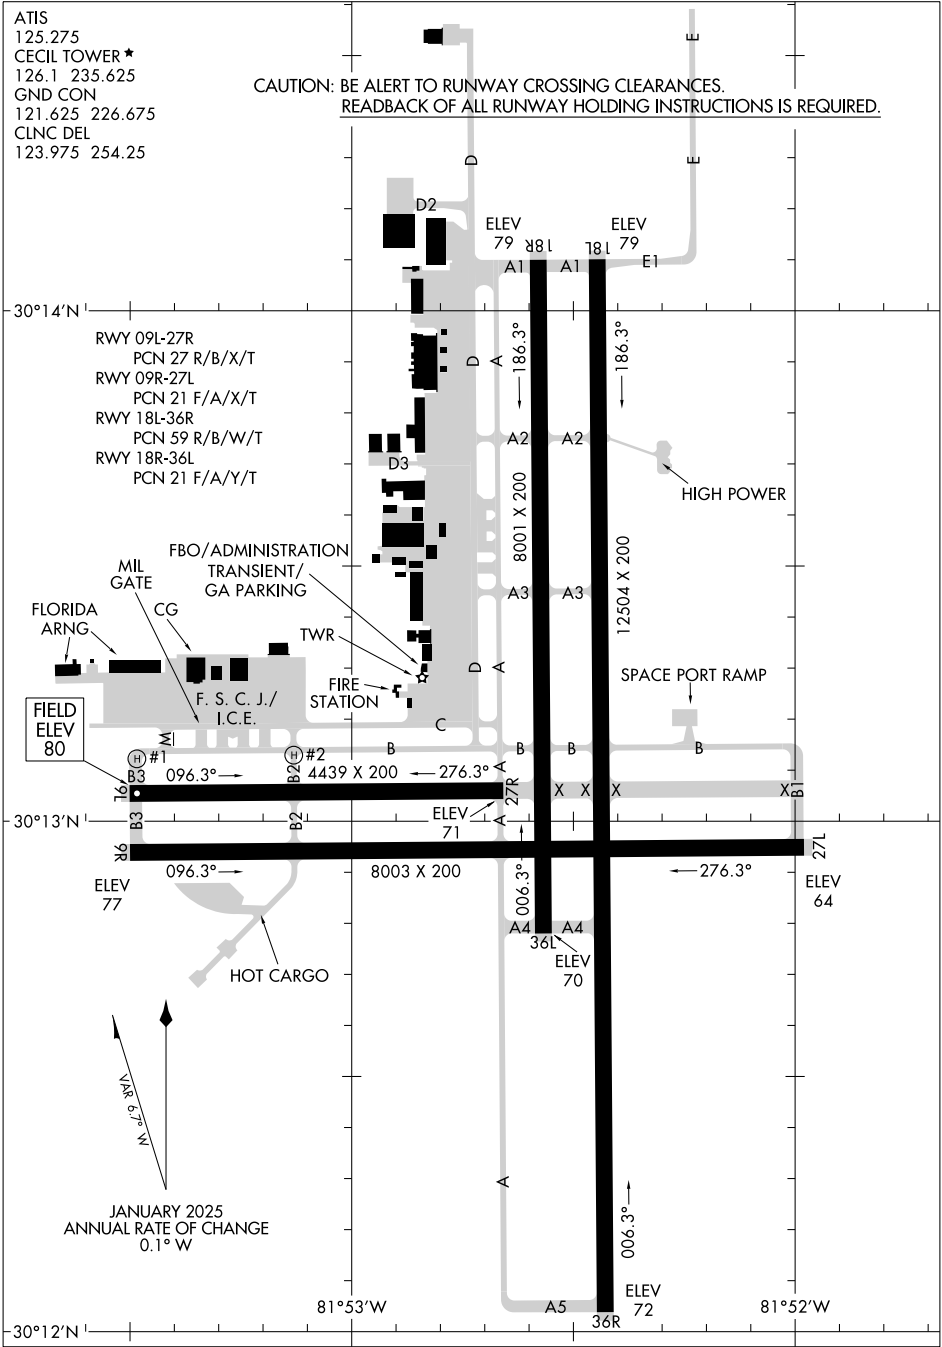 ATIS
125.275
CECIL TOWER ★
126.1 235.625
GND CON
121.625 226.675
CLNC DEL
123.975 254.25
CAUTION: BE ALERT TO RUNWAY CROSSING CLEARANCES.
READBACK OF ALL RUNWAY HOLDING INSTRUCTIONS IS REQUIRED.
E
E
D
D2
ELEV
79
18R
18L
ELEV
79
A1
A1
E1
30°14'N
RWY 09L-27R
PCN 27 R/B/X/T
RWY 09R-27L
PCN 21 F/A/X/T
RWY 18L-36R
PCN 59 R/B/W/T
RWY 18R-36L
PCN 21 F/A/Y/T
186.3°
186.3°
D
A
A2
A2
D3
HIGH POWER
8001 X 200
12504 X 200
FBO/ADMINISTRATION
TRANSIENT/
GA PARKING
MIL
GATE
A3
A3
FLORIDA
ARNG
CG
TWR
D
A
FIRE
STATION
SPACE PORT RAMP
F. S. C. J./
I.C.E.
FIELD
ELEV
80
C
M
B
B
B
B
H #1
H #2
B3
B2
096.3°
4439 X 200
276.3°
A
9L
27R
X
X
X
X
B1
30°13'N
B3
B2
ELEV
71
A
9R
27L
096.3°
8003 X 200
006.3°
276.3°
ELEV
77
ELEV
64
A4
A4
36L
ELEV
70
HOT CARGO
VAR 6.7° W
A
JANUARY 2025
ANNUAL RATE OF CHANGE
0.1° W
006.3°
81°53'W
A5
ELEV
72
81°52'W
36R
30°12'N